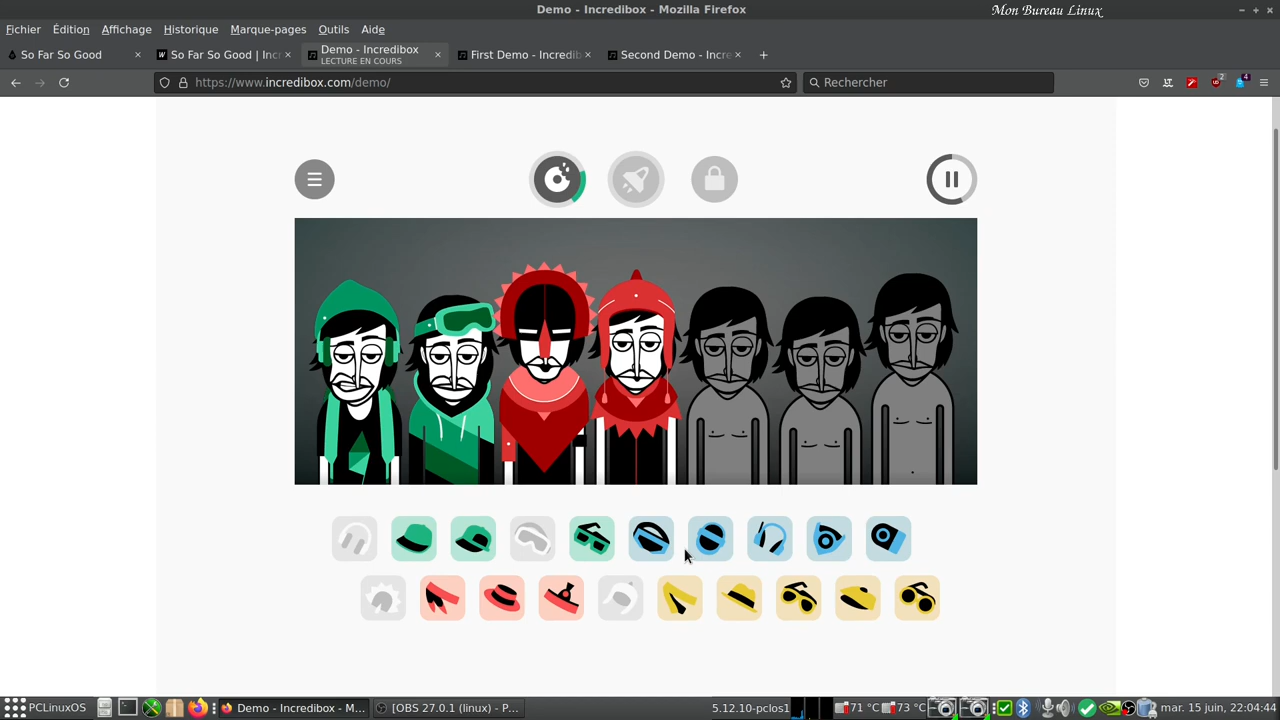 Demo - Incredibox - Mozilla Firefox
Mon Bureau Linux
Fichier Édition Affichage Historique Marque-pages Outils Aide
So Far So Good
So Far So Good | Inc
Demo - Incredibox
LECTURE EN COURS
First Demo - Incredib
Second Demo - Incre
https://www.incredibox.com/demo/
Rechercher
2
4
PCLinuxOS
Demo - Incredibox - M...
[OBS 27.0.1 (linux) - P...
5.12.10-pclos1
71 °C
73 °C
mar. 15 juin, 22:04:44